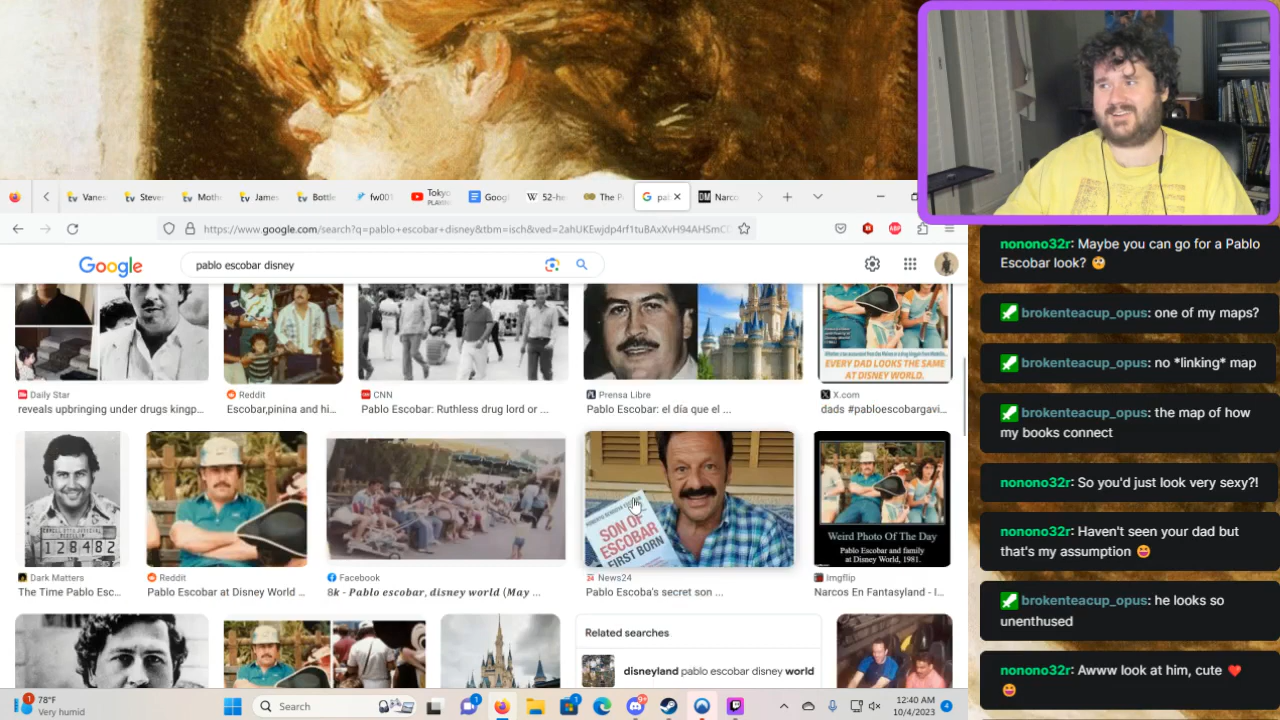 Vanes
Steve
Moth
James
Bottle
fw001
Tokyo
PLAYING
Googl
52-he
The P
pal
Narco
https://www.google.com/search?q=pablo+escobar+disney&tbm=isch&ved=2ahUKEwjdp4rf1tuBAxXvH94AHSmC
Google
pablo escobar disney
EVERY DAD LOOKS THE SAME
AT DISNEY WORLD.
Daily Star
reveals upbringing under drugs kingp...
Reddit
Escobar,pinina and hi...
CNN
Pablo Escobar: Ruthless drug lord or ...
Prensa Libre
Pablo Escobar: el día que el ...
X.com
dads #pabloescobargavi...
128482
SON OF
ESCOBAR
FIRST BORN
Weird Photo Of The Day
Pablo Escobar and family
at Disney World, 1981.
Dark Matters
The Time Pablo Esc...
Reddit
Pablo Escobar at Disney World ...
Facebook
8k - Pablo escobar, disney world (May ...
News24
Pablo Escoba's secret son ...
Imgflip
Narcos En Fantasyland - I...
Related searches
disneyland pablo escobar disney world
1
78°F
Very humid
Search
12:40 AM
10/4/2023
4
nonono32r: Maybe you can go for a Pablo
Escobar look?
brokenteacup_opus: one of my maps?
brokenteacup_opus: no *linking* map
brokenteacup_opus: the map of how
my books connect
nonono32r: So you'd just look very sexy?!
nonono32r: Haven't seen your dad but
that's my assumption
brokenteacup_opus: he looks so
unenthused
nonono32r: Awww look at him, cute